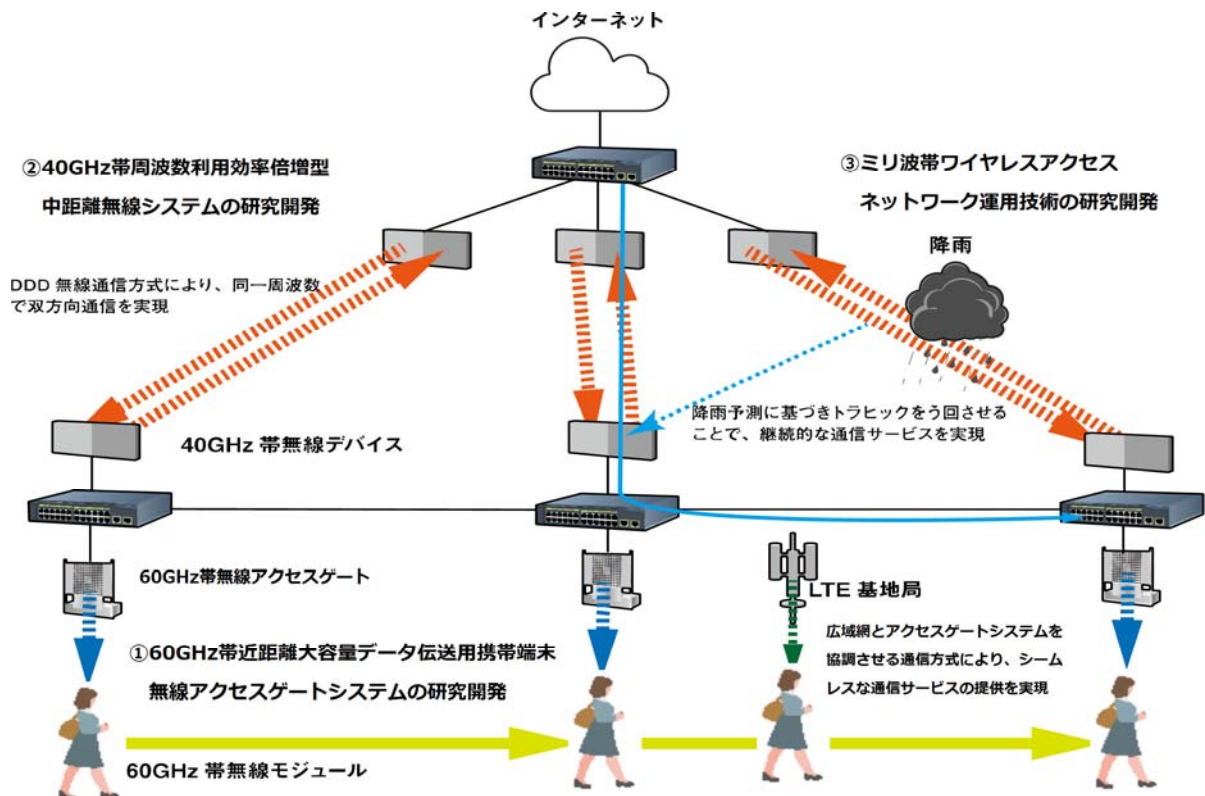 インターネット
②40GHz帯周波数利用効率倍増型
中距離無線システムの研究開発
③ミリ波帯ワイヤレスアクセス
ネットワーク運用技術の研究開発
降雨
DDD 無線通信方式により、同一周波数
で双方向通信を実現
降雨予測に基づきトラヒックをう回させる
ことで、継続的な通信サービスを実現
40GHz 帯無線デバイス
60GHz帯無線アクセスゲート
LTE 基地局
①60GHz帯近距離大容量データ伝送用携帯端末
無線アクセスゲートシステムの研究開発
広域網とアクセスゲートシステムを
協調させる通信方式により、シーム
レスな通信サービスの提供を実現
60GHz 帯無線モジュール